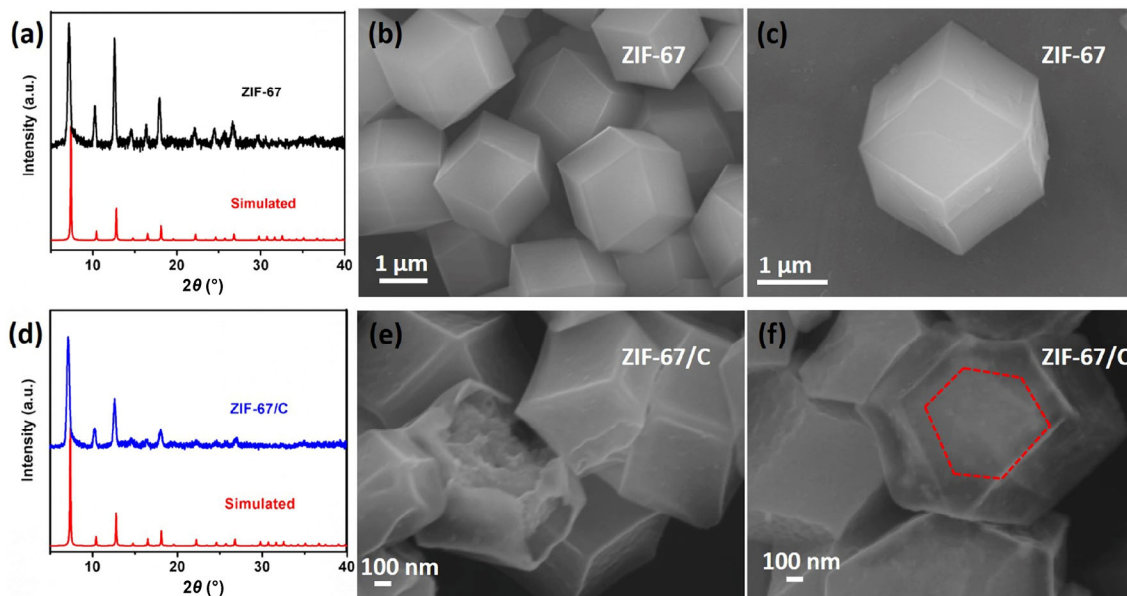 (a)
Intensity (a.u.)
ZIF-67
Simulated
10 20 30 40
2θ (°)
(b)
ZIF-67
1 μm
(c)
ZIF-67
1 μm
(d)
Intensity (a.u.)
ZIF-67/C
Simulated
10 20 30 40
2θ (°)
(e)
ZIF-67/C
100 nm
(f)
ZIF-67/C
100 nm